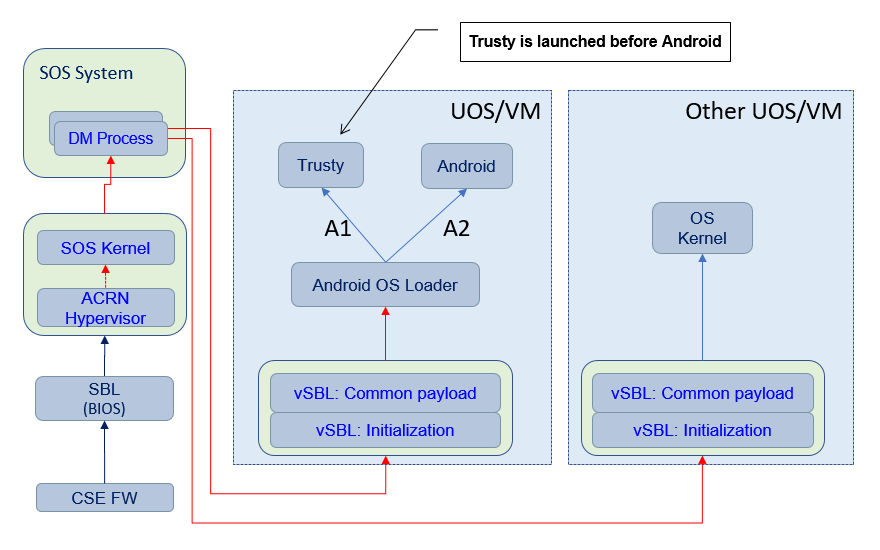 Trusty is launched before Android
SOS System
DM Process
SOS Kernel
ACRN
Hypervisor
SBL
(BIOS)
CSE FW
UOS/VM
Trusty
Android
A1
A2
Android OS Loader
vSBL: Common payload
vSBL: Initialization
Other UOS/VM
OS
Kernel
vSBL: Common payload
vSBL: Initialization